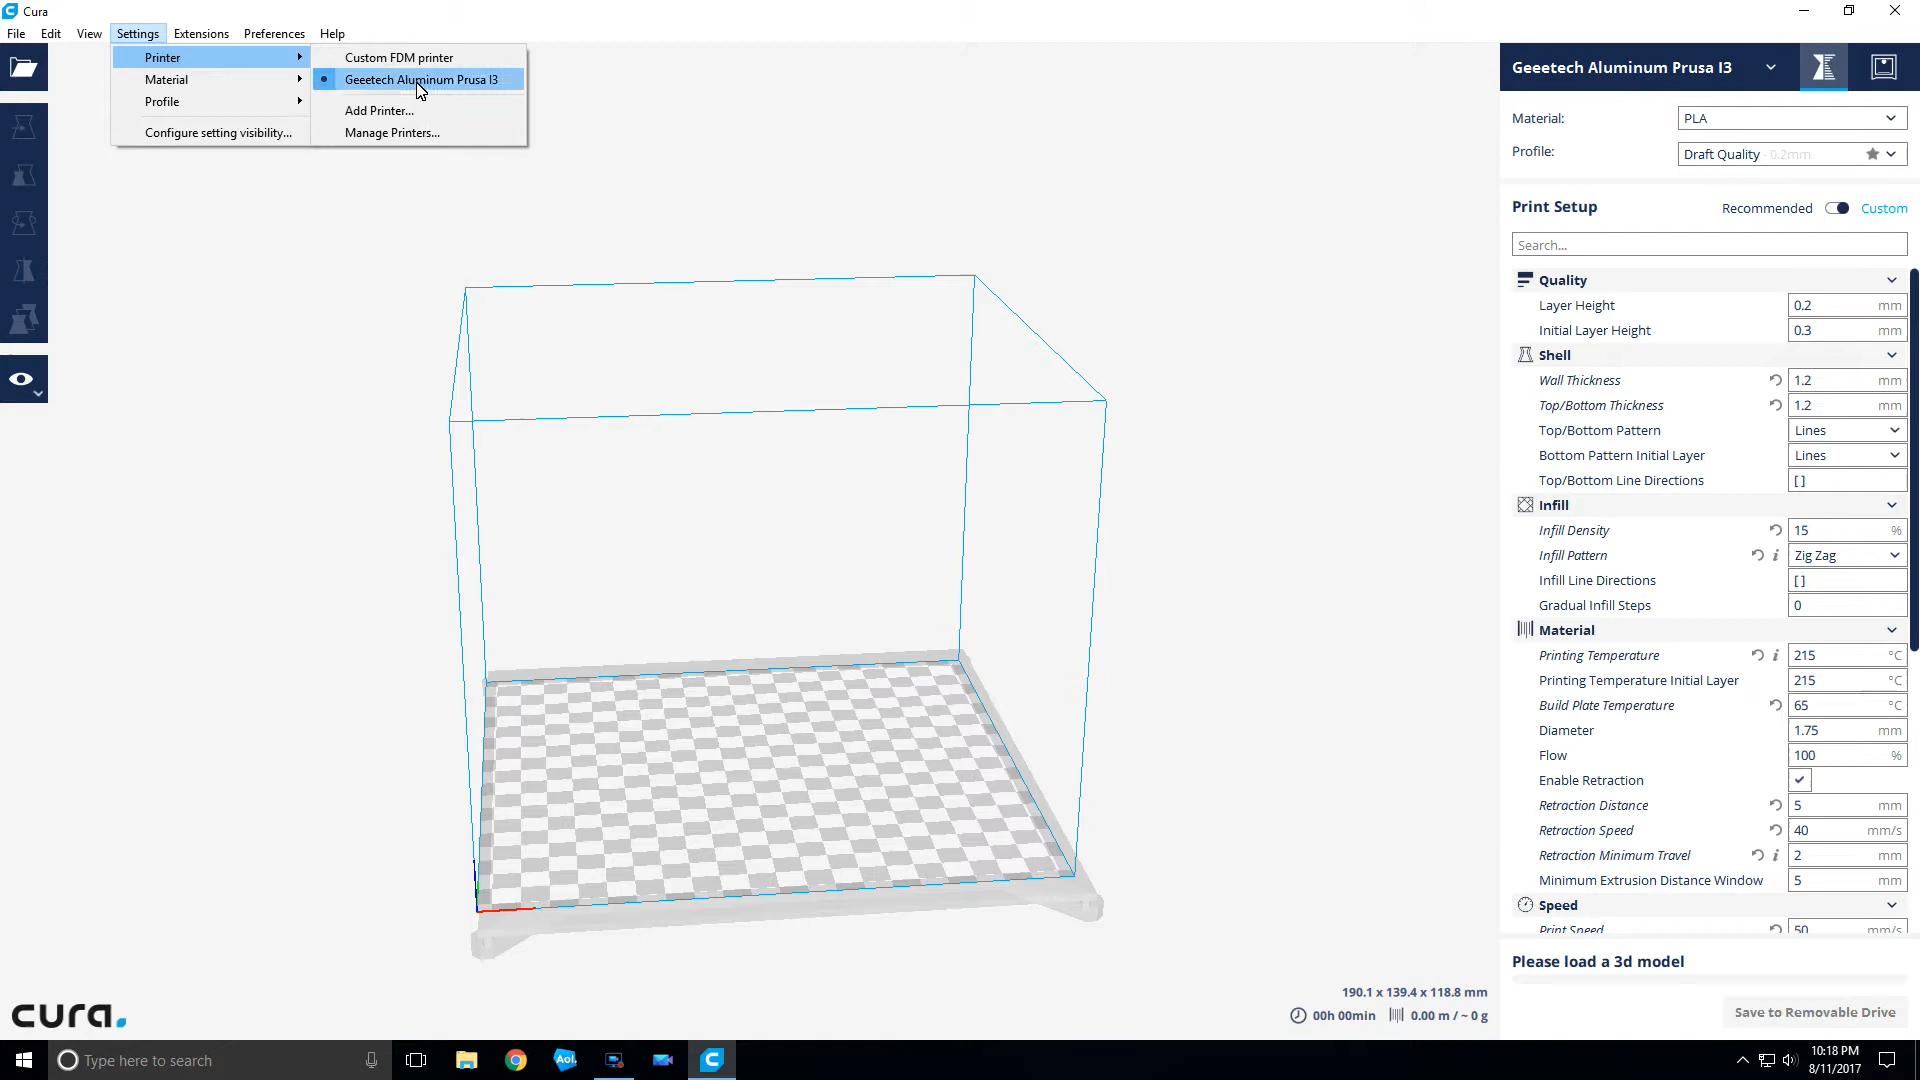 Cura
File Edit View Settings Extensions Preferences Help
Printer
Material
Profile
Configure setting visibility...
Custom FDM printer
Geeetech Aluminum Prusa I3
Add Printer...
Manage Printers...
Geeetech Aluminum Prusa I3
Material: PLA
Profile: Draft Quality - 0.2mm
Print Setup Recommended Custom
Search...
Quality
Layer Height 0.2 mm
Initial Layer Height 0.3 mm
Shell
Wall Thickness 1.2 mm
Top/Bottom Thickness 1.2 mm
Top/Bottom Pattern Lines
Bottom Pattern Initial Layer Lines
Top/Bottom Line Directions []
Infill
Infill Density 15 %
Infill Pattern i Zig Zag
Infill Line Directions []
Gradual Infill Steps 0
Material
Printing Temperature i 215 °C
Printing Temperature Initial Layer 215 °C
Build Plate Temperature 65 °C
Diameter 1.75 mm
Flow 100 %
Enable Retraction
Retraction Distance 5 mm
Retraction Speed 40 mm/s
Retraction Minimum Travel i 2 mm
Minimum Extrusion Distance Window 5 mm
Speed
Print Speed 50 mm/s
Please load a 3d model
190.1 x 139.4 x 118.8 mm
00h 00min 0.00 m / ~ 0 g
Save to Removable Drive
cura.
Type here to search
Aol.
10:18 PM
8/11/2017